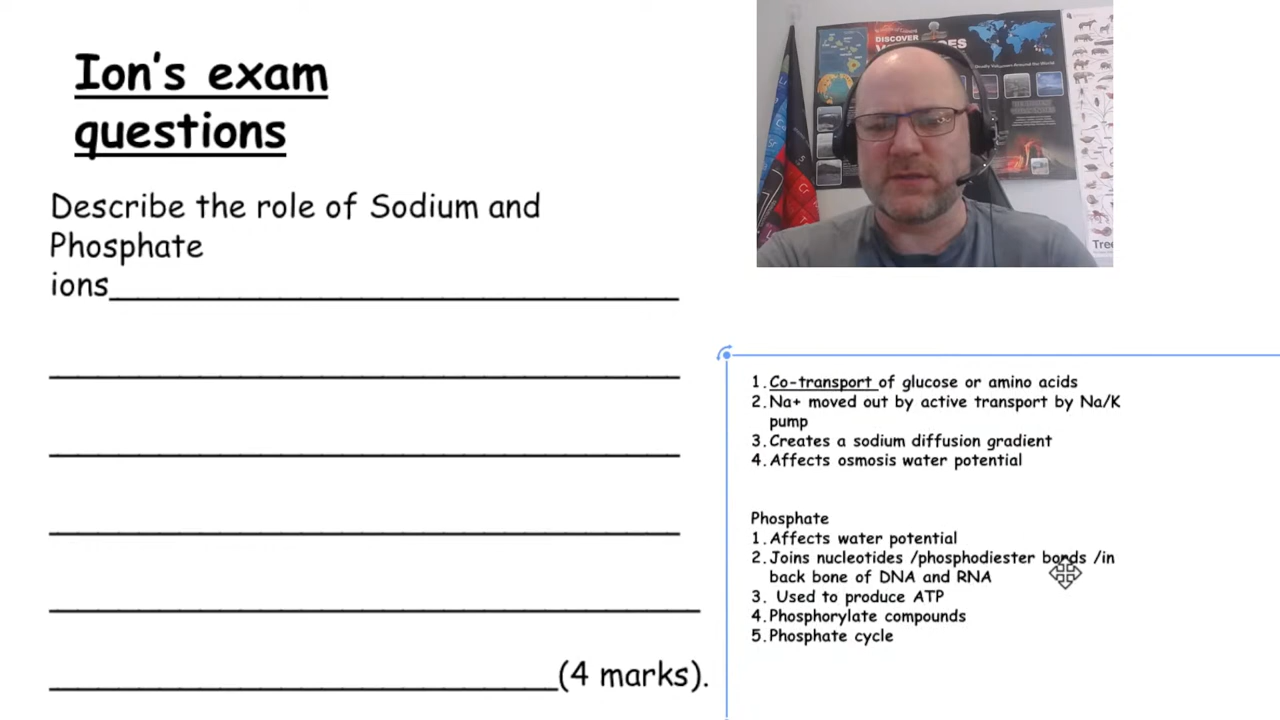 Ion's exam
questions
Describe the role of Sodium and
Phosphate
ions___________________________________
(4 marks).
DISCOVER
1. Co-transport of glucose or amino acids
2. Na+ moved out by active transport by Na/K
pump
3. Creates a sodium diffusion gradient
4. Affects osmosis water potential
Phosphate
1. Affects water potential
2. Joins nucleotides /phosphodiester bonds /in
back bone of DNA and RNA
3. Used to produce ATP
4. Phosphorylate compounds
5. Phosphate cycle